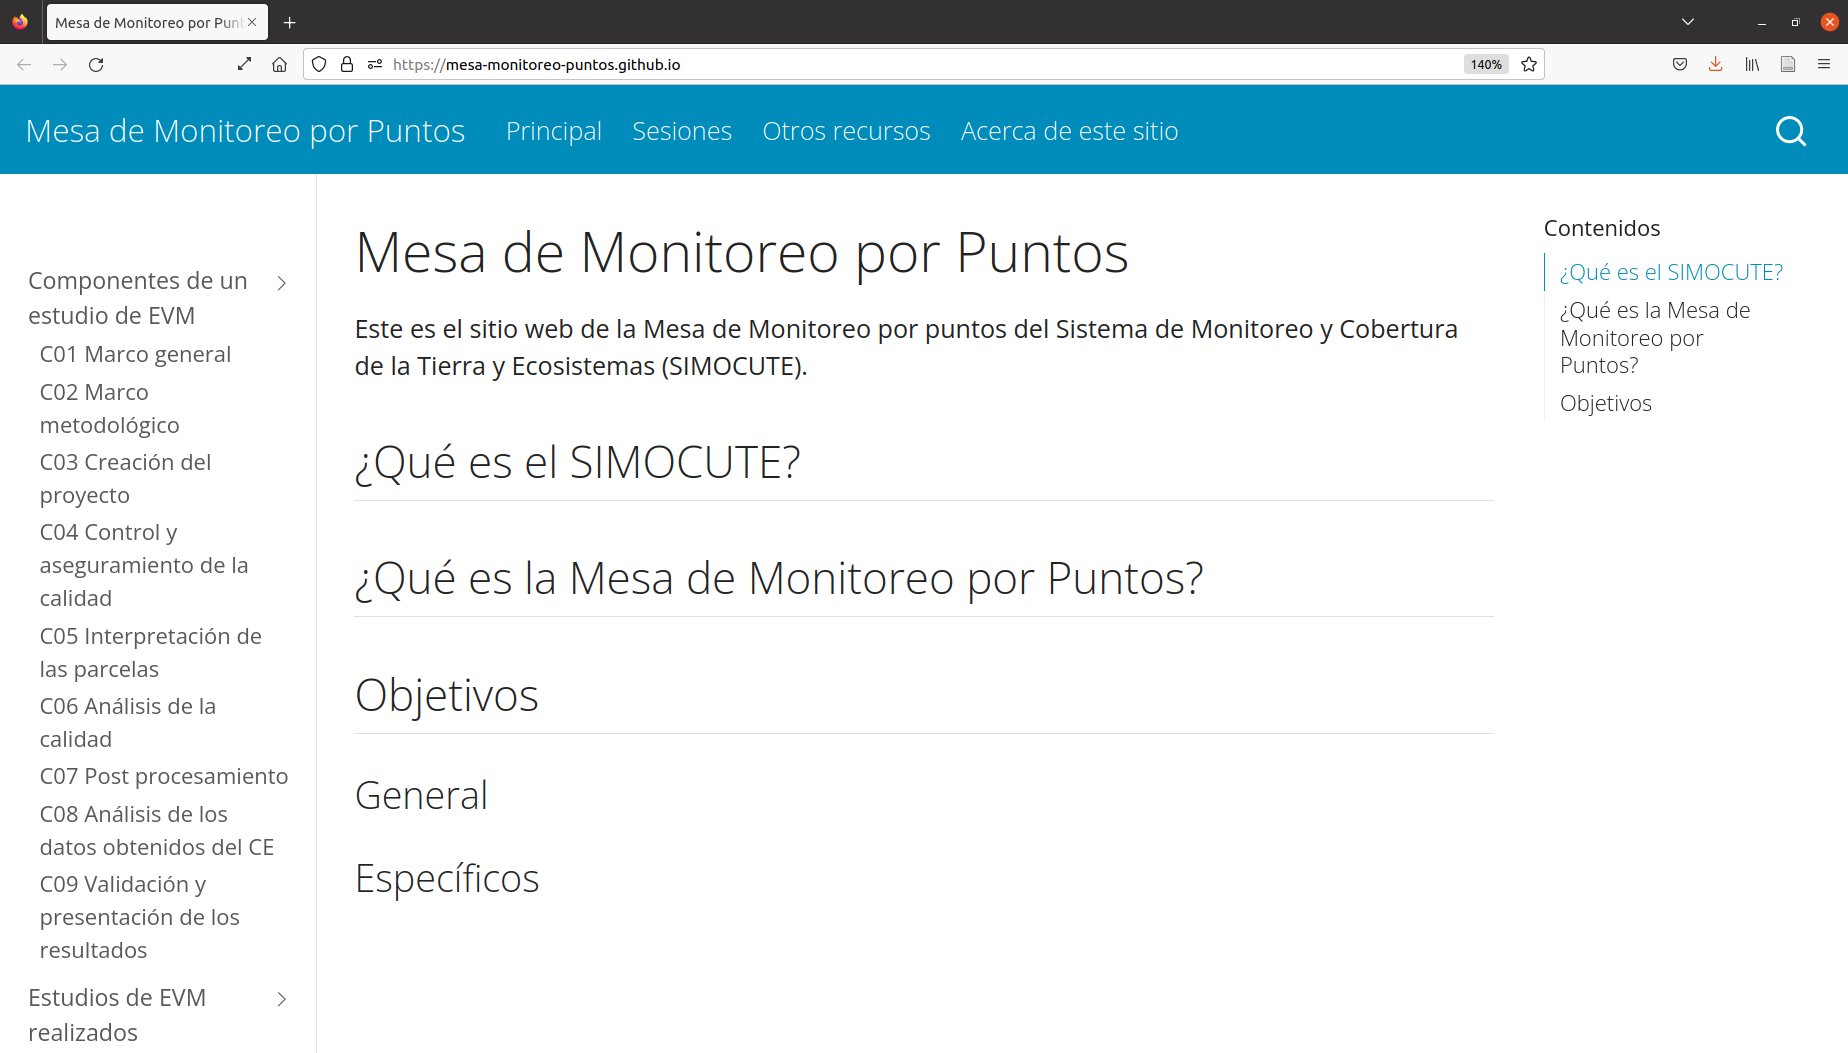 Mesa de Monitoreo por Punt
https://mesa-monitoreo-puntos.github.io
140%
Mesa de Monitoreo por Puntos
Principal
Sesiones
Otros recursos
Acerca de este sitio
Componentes de un
estudio de EVM
C01 Marco general
C02 Marco
metodológico
C03 Creación del
proyecto
C04 Control y
aseguramiento de la
calidad
C05 Interpretación de
las parcelas
C06 Análisis de la
calidad
C07 Post procesamiento
C08 Análisis de los
datos obtenidos del CE
C09 Validación y
presentación de los
resultados
Estudios de EVM
realizados
Mesa de Monitoreo por Puntos
Este es el sitio web de la Mesa de Monitoreo por puntos del Sistema de Monitoreo y Cobertura
de la Tierra y Ecosistemas (SIMOCUTE).
¿Qué es el SIMOCUTE?
¿Qué es la Mesa de Monitoreo por Puntos?
Objetivos
General
Específicos
Contenidos
¿Qué es el SIMOCUTE?
¿Qué es la Mesa de
Monitoreo por
Puntos?
Objetivos